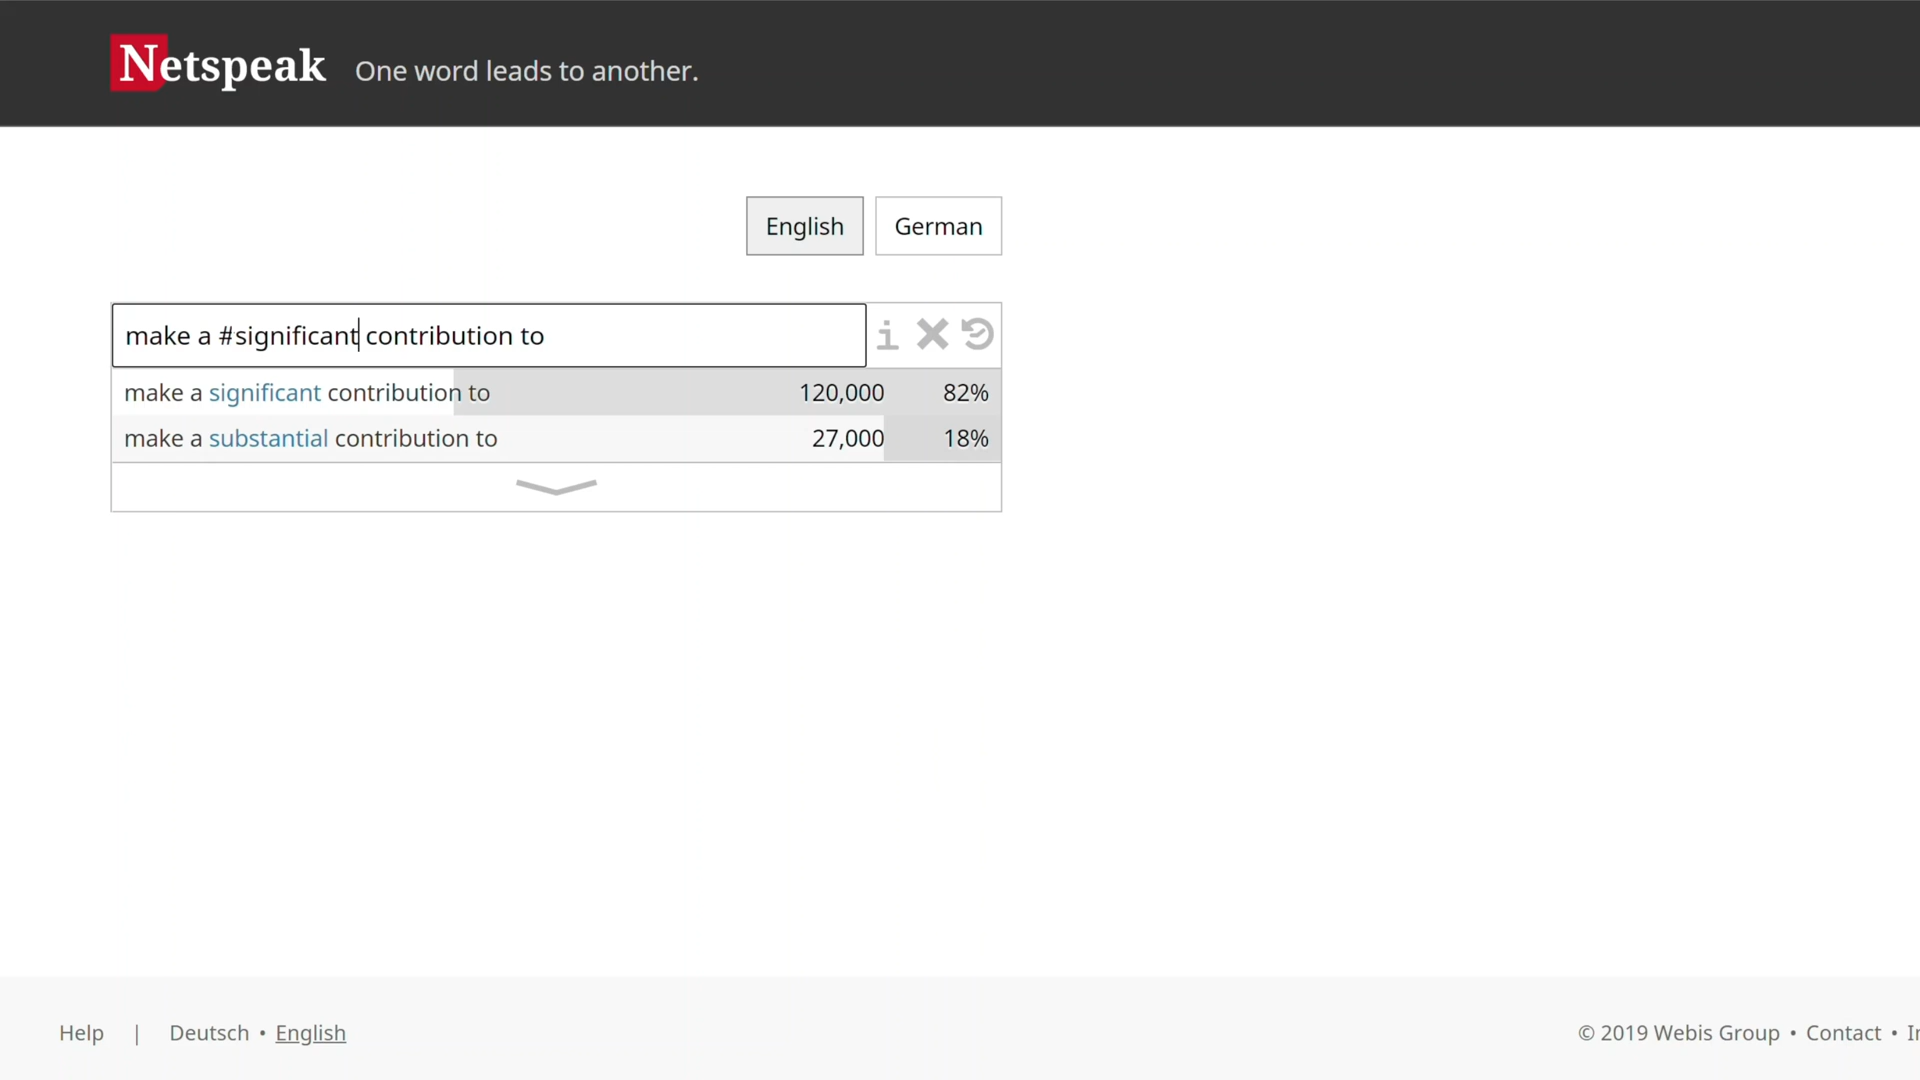 Netspeak One word leads to another.
English German
make a #significant contribution to
make a significant contribution to 120,000 82%
make a substantial contribution to 27,000 18%
Help | Deutsch • English © 2019 Webis Group • Contact •